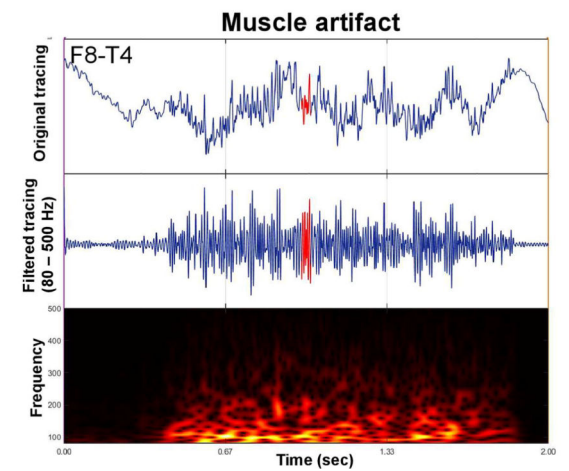 Muscle artifact
F8-T4
Original tracing
Filtered tracing
(80 – 500 Hz)
500
400
300
200
100
Frequency
0.00
0.67
1.33
2.00
Time (sec)